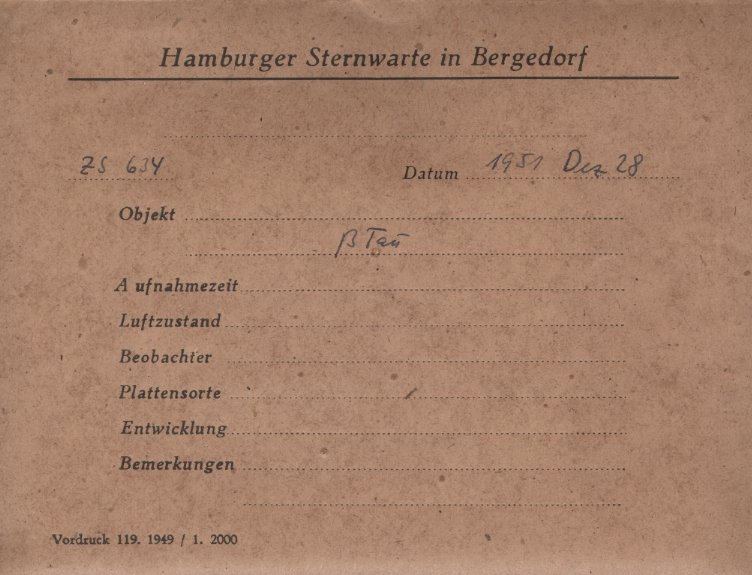 Hamburger Sternwarte in Bergedorf
ZS 634 Datum 1951 Dez 28
Objekt
β Tau
Aufnahmezeit
Luftzustand
Beobachter
Plattensorte
Entwicklung
Bemerkungen
Vordruck 119. 1949 / 1. 2000